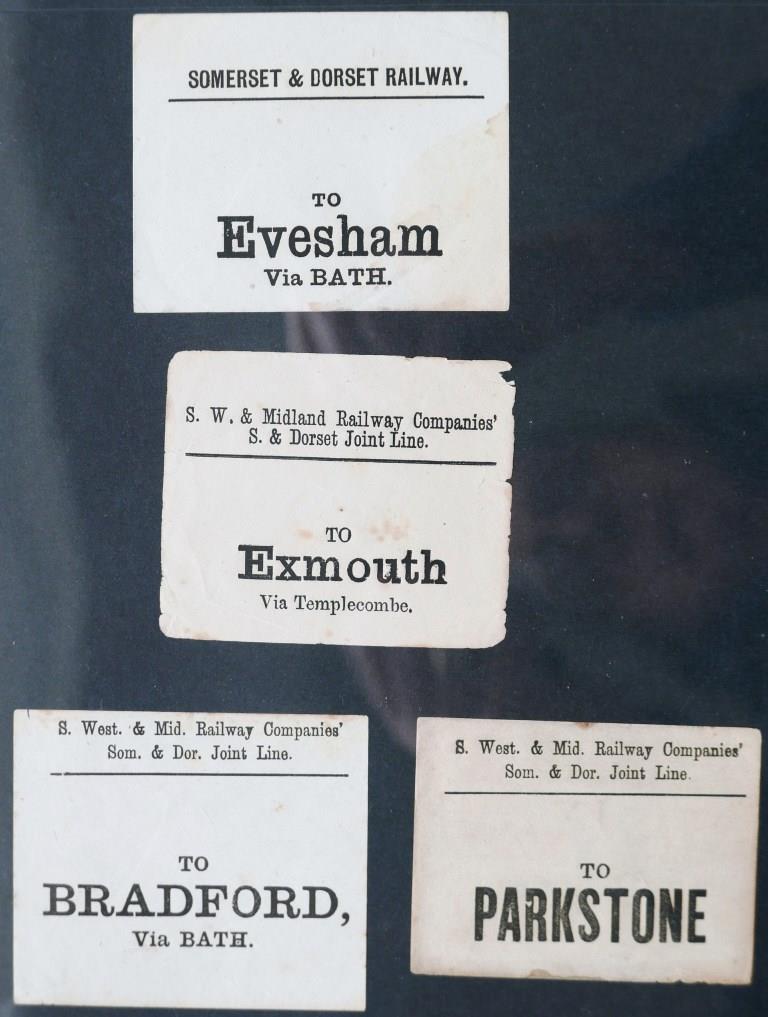 SOMERSET & DORSET RAILWAY.
TO
Evesham
Via BATH.
S. W. & Midland Railway Companies'
S. & Dorset Joint Line.
TO
Exmouth
Via Templecombe.
S. West. & Mid. Railway Companies'
Som. & Dor. Joint Line.
TO
BRADFORD,
Via BATH.
S. West. & Mid. Railway Companies'
Som. & Dor. Joint Line.
TO
PARKSTONE